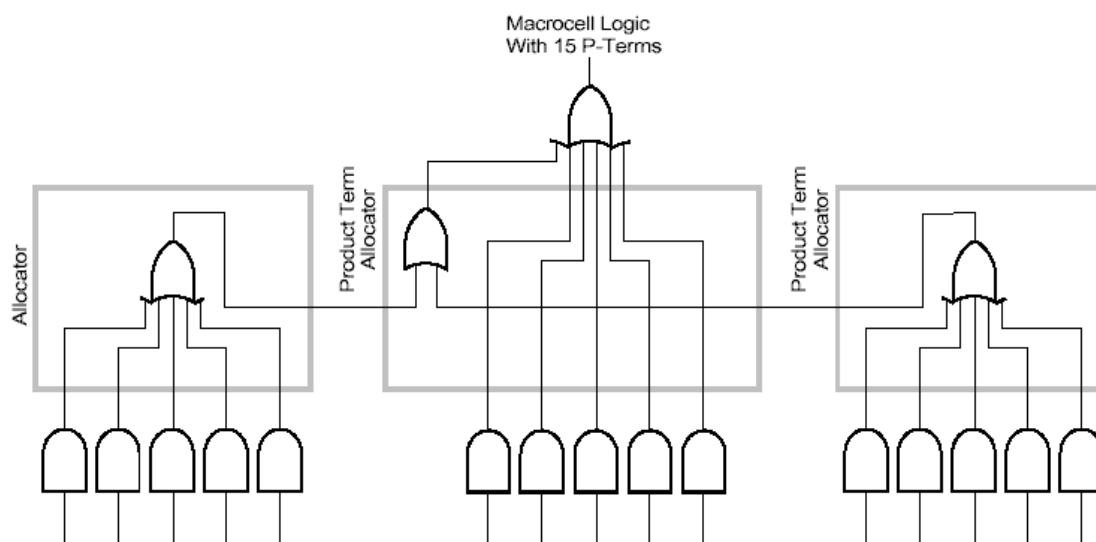 Macrocell Logic
With 15 P-Terms
Allocator
Product Term
Allocator
Product Term
Allocator